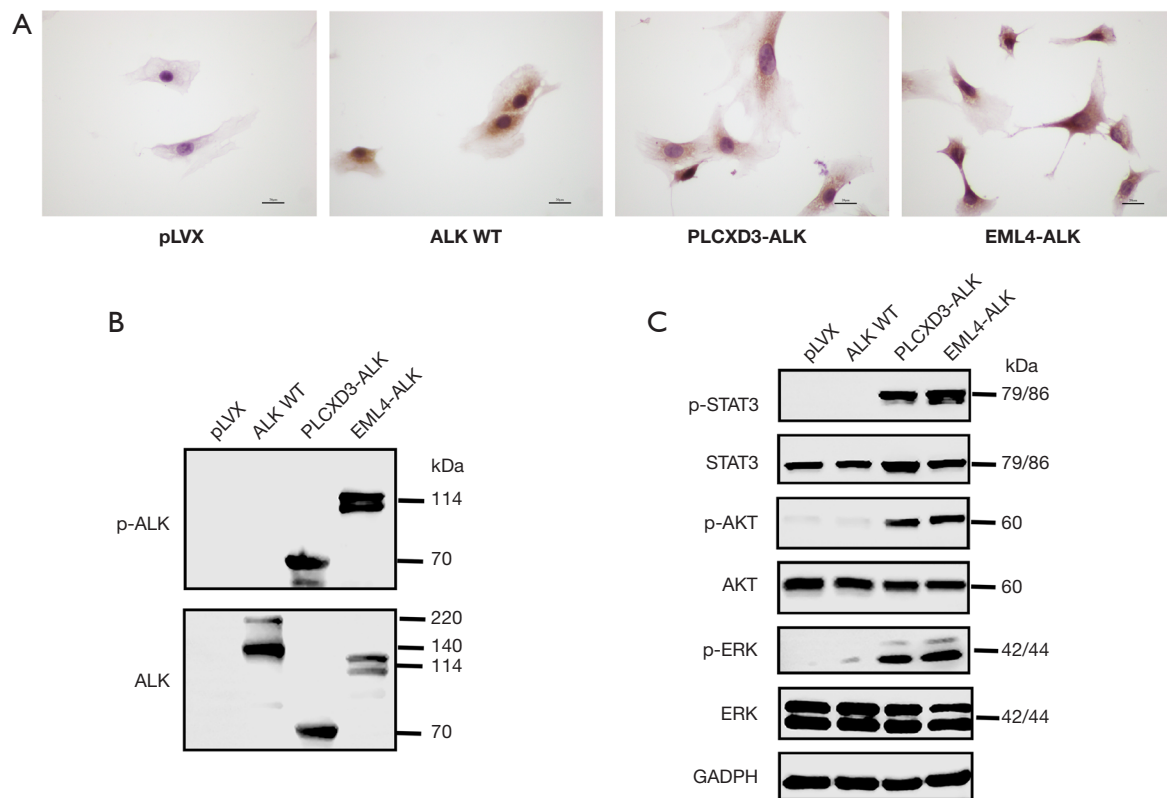 A
pLVX
ALK WT
PLCXD3-ALK
EML4-ALK
B
pLVX
ALK WT
PLCXD3-ALK
EML4-ALK
kDa
p-ALK
114
70
ALK
220
140
114
70
C
pLVX
ALK WT
PLCXD3-ALK
EML4-ALK
kDa
p-STAT3
79/86
STAT3
79/86
p-AKT
60
AKT
60
p-ERK
42/44
ERK
42/44
GADPH